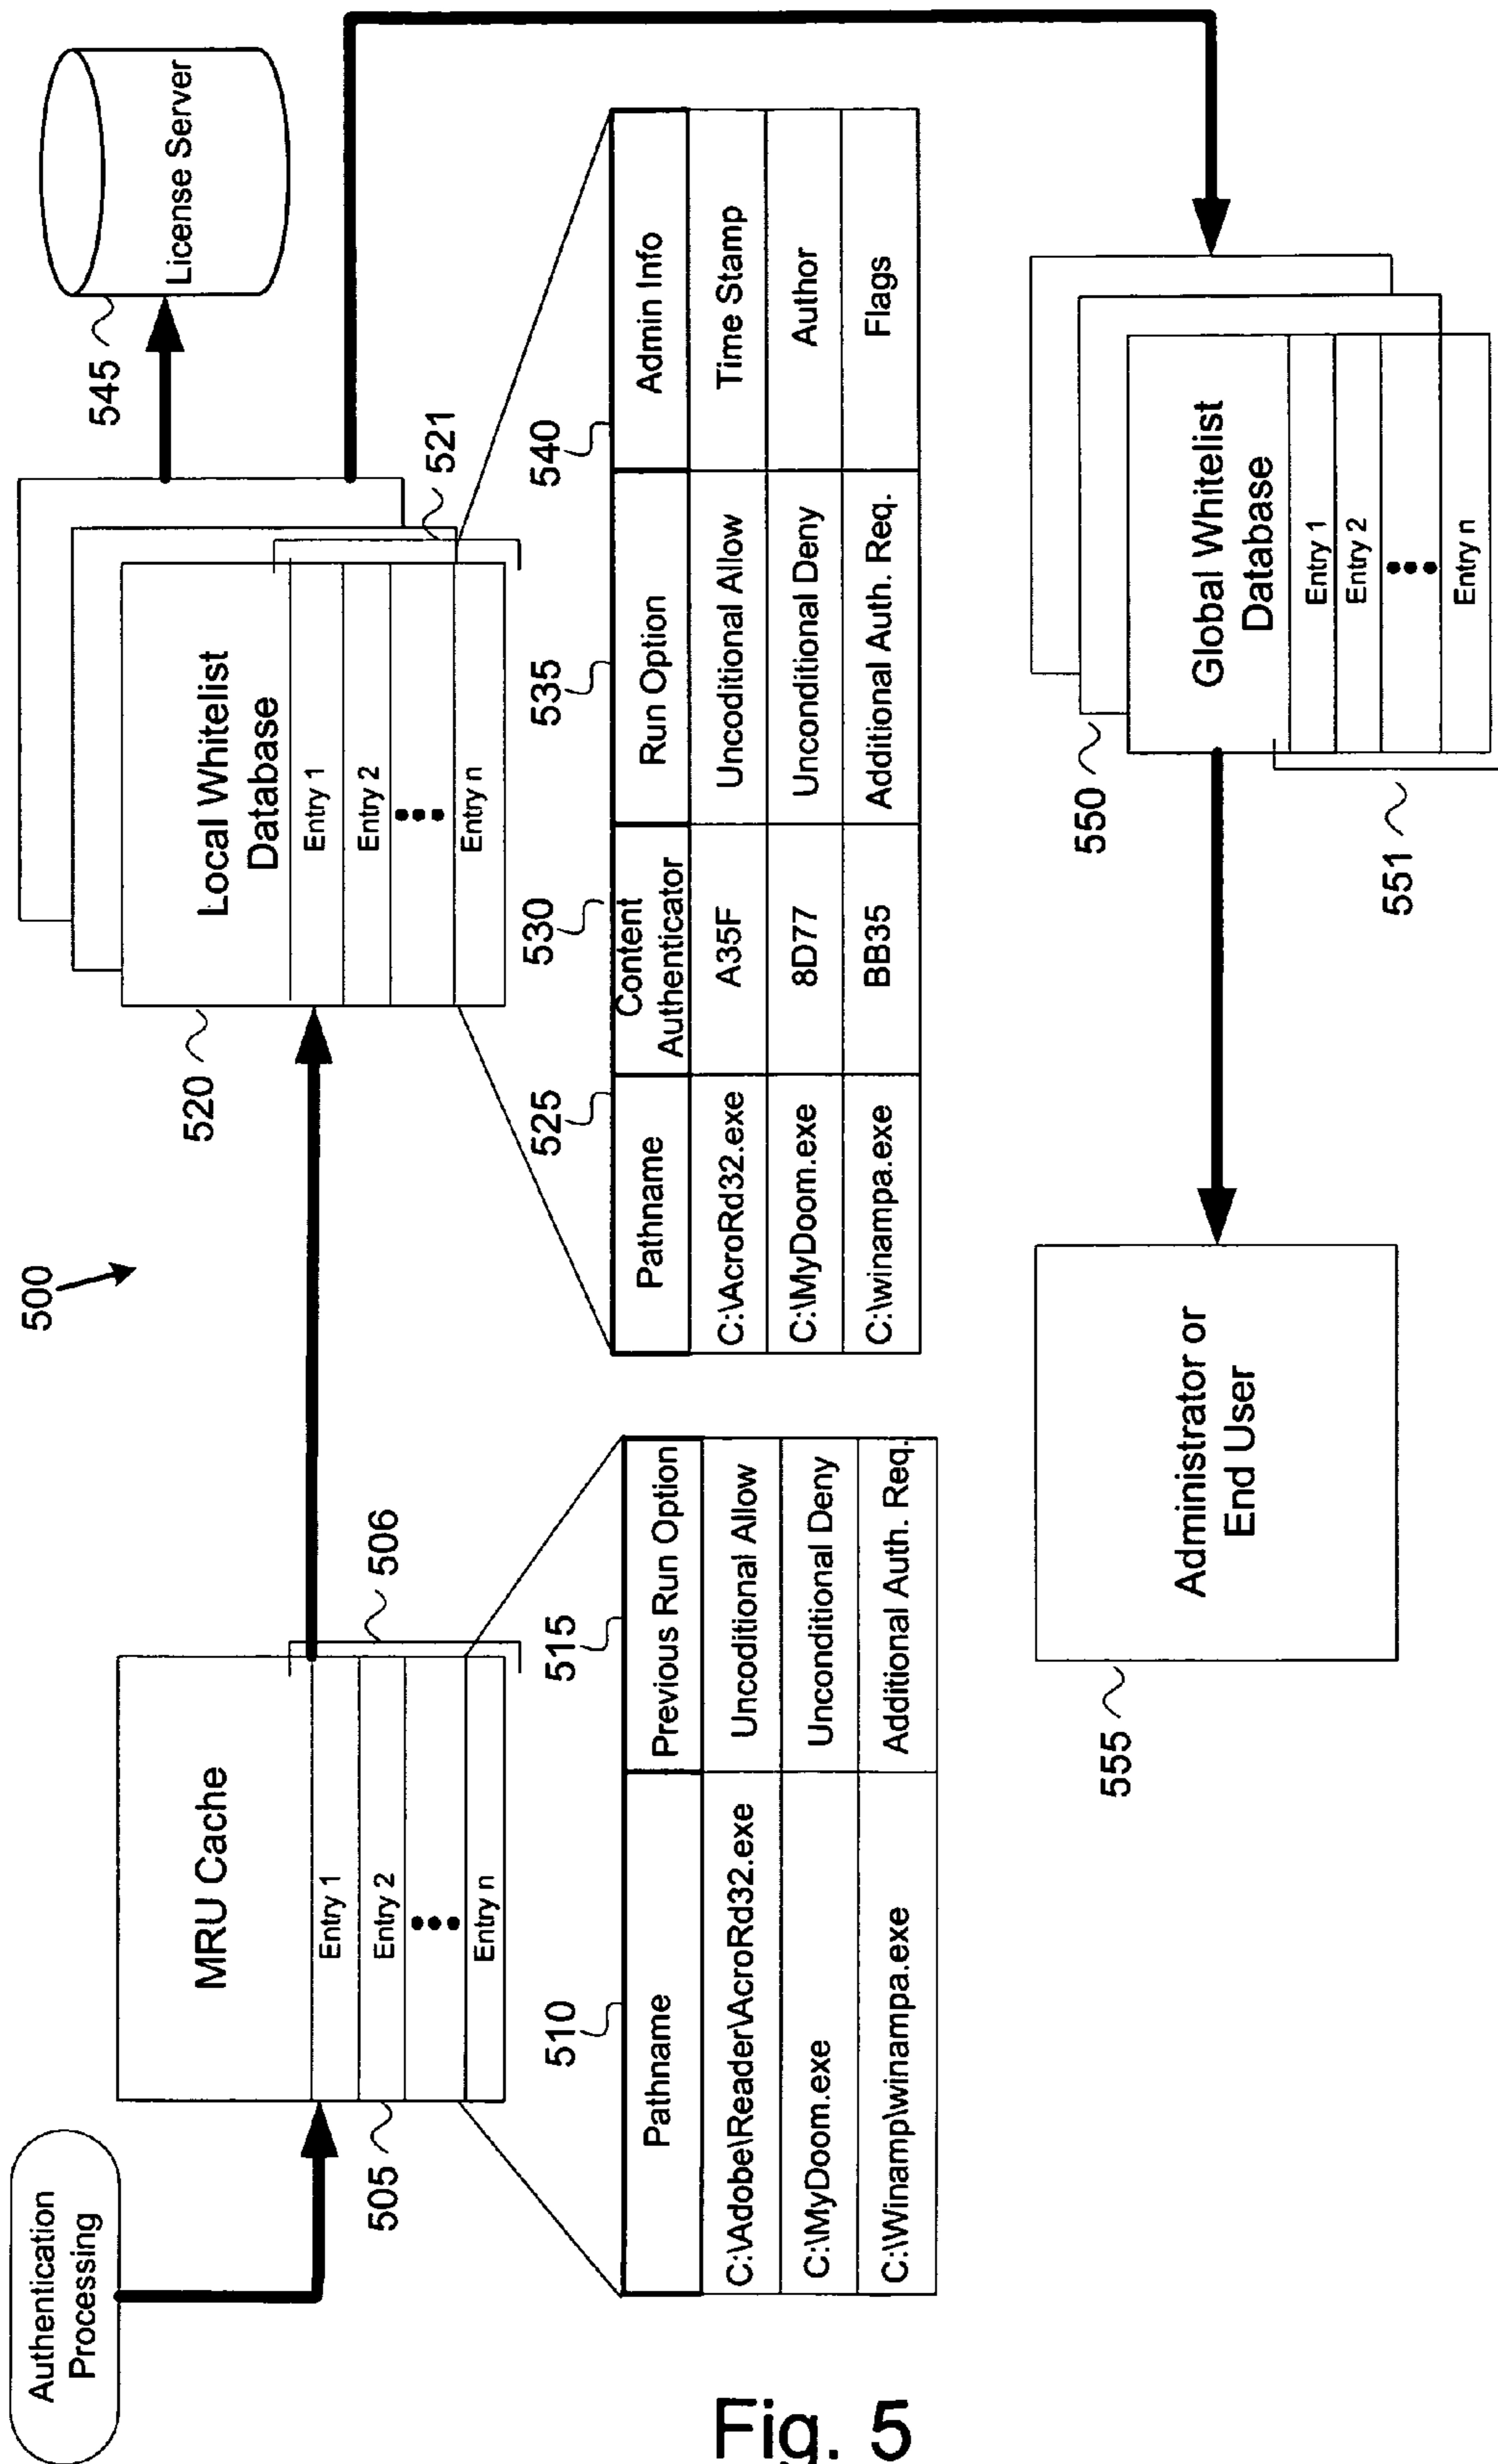 Authentication
Processing
500
MRU Cache
Entry 1
Entry 2
Entry n
505
506
510
515
Pathname
Previous Run Option
C:\Adobe\Reader\AcroRd32.exe
Uncoditional Allow
C:\MyDoom.exe
Unconditional Deny
C:\Winamp\winampa.exe
Additional Auth. Req.
Local Whitelist
Database
Entry 1
Entry 2
Entry n
520
521
License Server
545
525
530
535
540
Pathname
Content
Authenticator
Run Option
Admin Info
C:\AcroRd32.exe
A35F
Uncoditional Allow
Time Stamp
C:\MyDoom.exe
8D77
Unconditional Deny
Author
C:\winampa.exe
BB35
Additional Auth. Req.
Flags
Administrator or
End User
555
Global Whitelist
Database
Entry 1
Entry 2
Entry n
550
551
Fig. 5